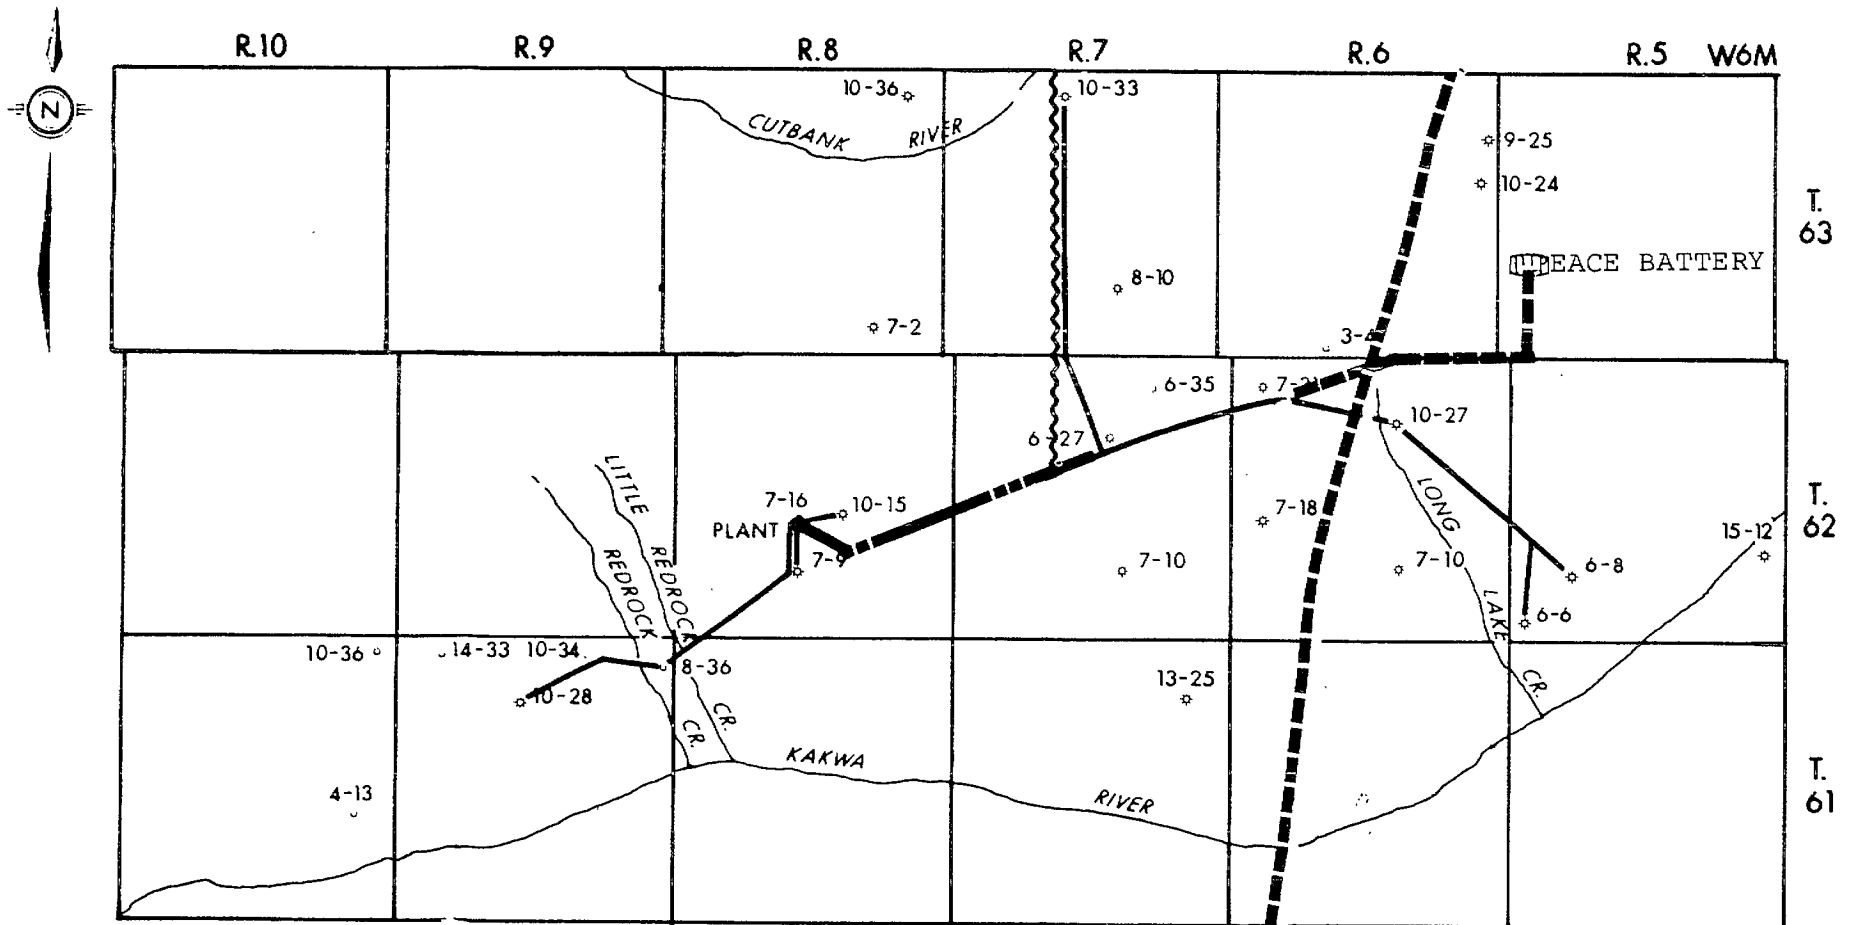 R.10 R.9 R.8 R.7 R.6 R.5 W6M
N
10-36
10-33
CUTBANK RIVER
9-25
10-24
T.
63
EACE BATTERY
8-10
7-2
6-35
10-27
6-27
LITTLE REDROCK CR.
REDROCK CR.
7-16
10-15
PLANT
7-9
7-18
LONG LAKE CR.
T.
62
15-12
7-10
7-10
6-8
6-6
10-36
14-33
10-34
8-36
10-28
13-25
KAKWA RIVER
4-13
T.
61